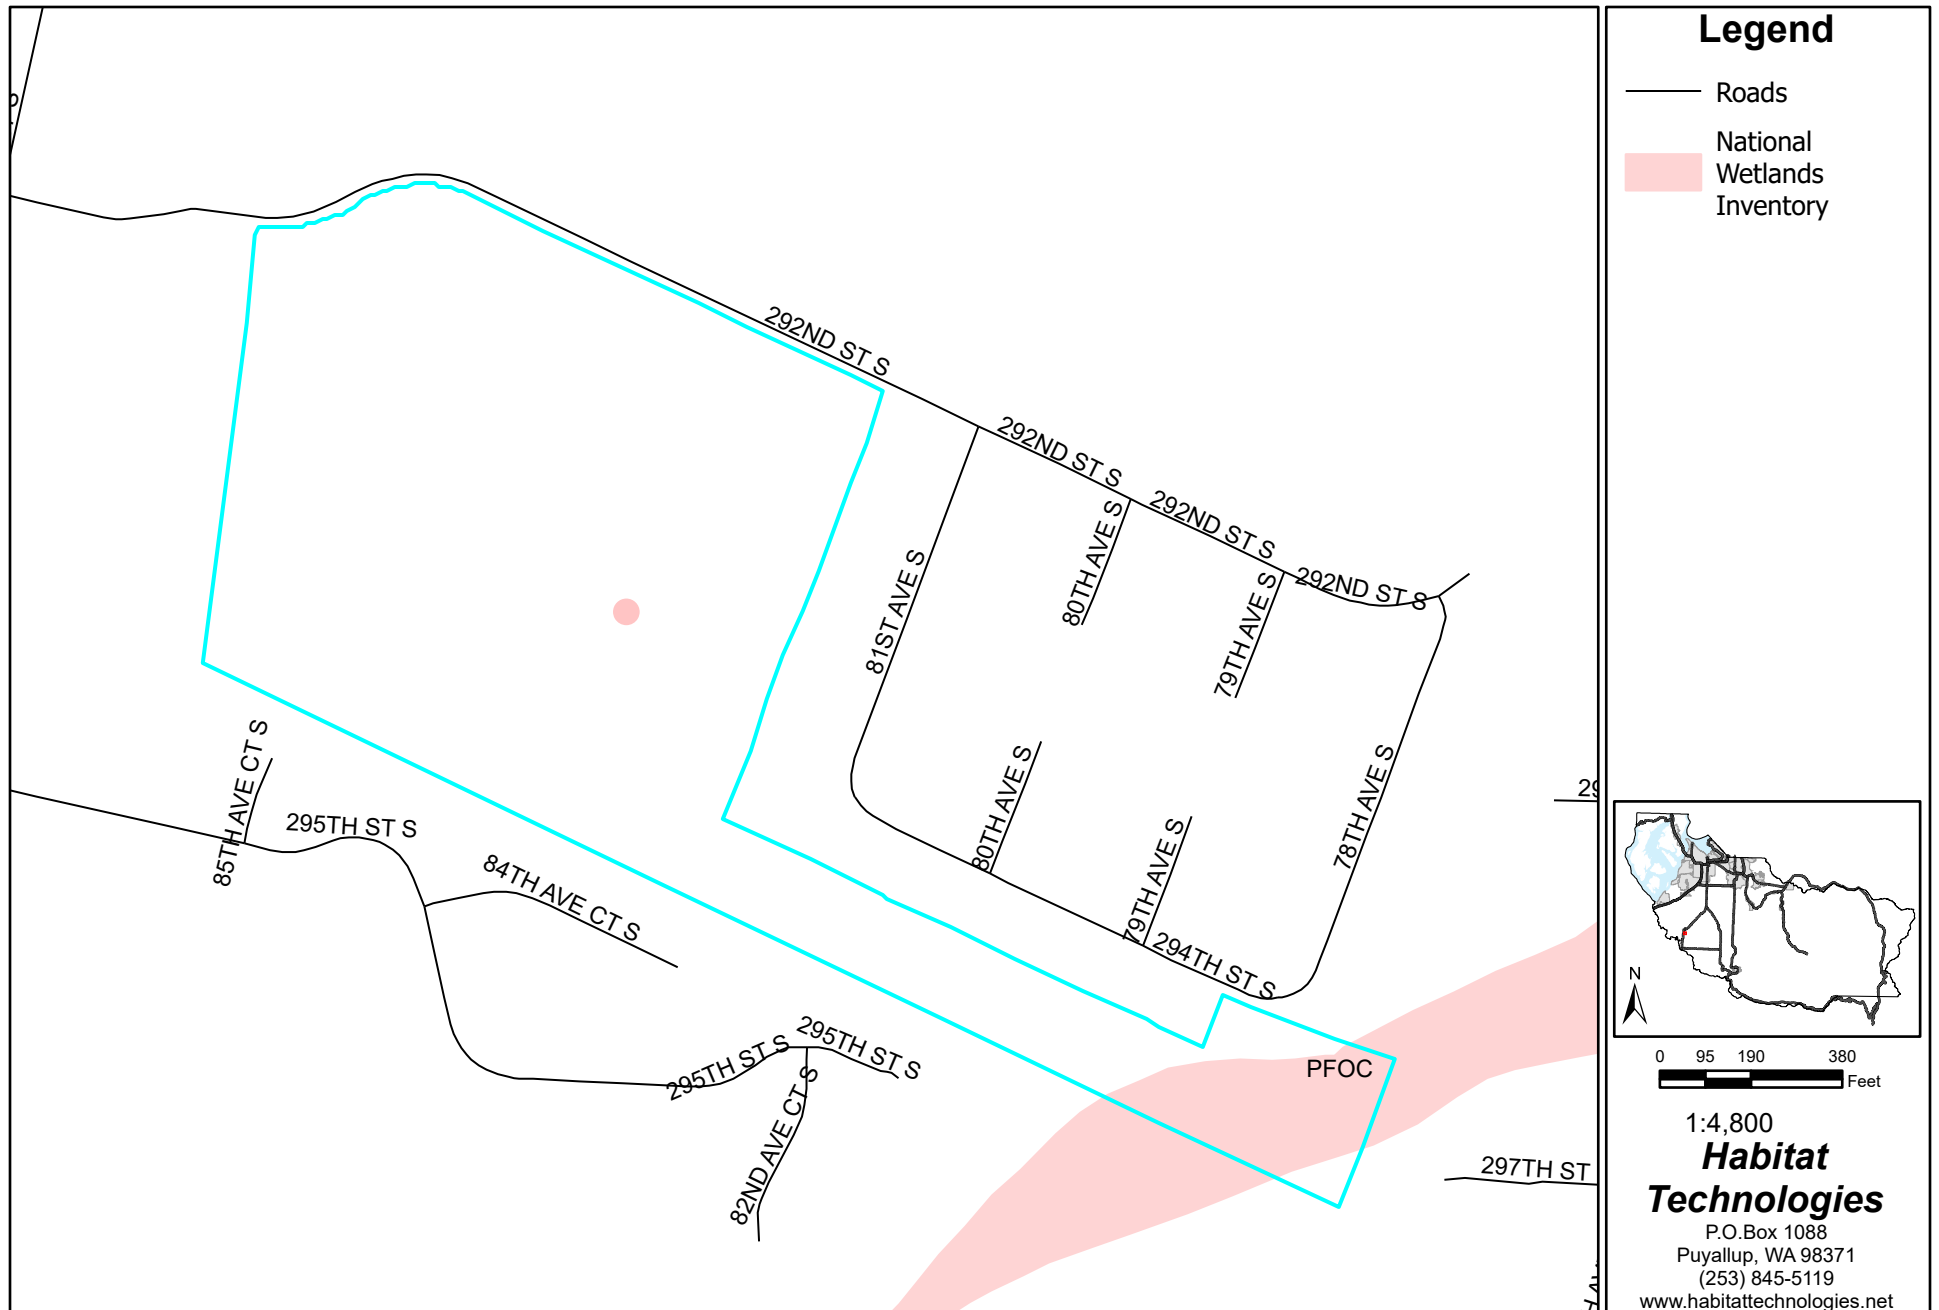 292ND ST S
292ND ST S
292ND ST S
292ND ST S
81ST AVE S
80TH AVE S
79TH AVE S
80TH AVE S
79TH AVE S
78TH AVE S
294TH ST S
85TH AVE CT S
295TH ST S
84TH AVE CT S
295TH ST S
295TH ST S
82ND AVE CT S
PFOC
297TH ST
Legend
Roads
National
Wetlands
Inventory
N
0 95 190 380
Feet
1:4,800
Habitat
Technologies
P.O.Box 1088
Puyallup, WA 98371
(253) 845-5119
www.habitattechnologies.net